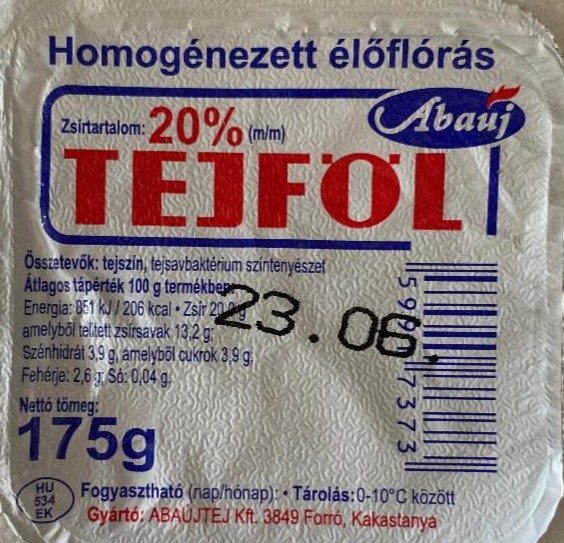 Homogénezett élőflórás
Zsírtartalom: 20% (m/m)
Abaúj
TEJFÖL
Összetevők: tejszín, tejsavbaktérium színtenyészet
Átlagos tápérték 100 g termékben:
Energia: 851 kJ / 206 kcal • Zsír 20,0 g
amelyből telített zsírsavak 13,2 g;
Szénhidrát 3,9 g, amelyből cukrok 3,9 g;
Fehérje: 2,6 g; Só: 0,04 g.
23.06.
Nettó tömeg:
175g
HU
534
EK
Fogyasztható (nap/hónap): • Tárolás: 0-10°C között
Gyártó: ABAÚJTEJ Kft. 3849 Forró, Kakastanya